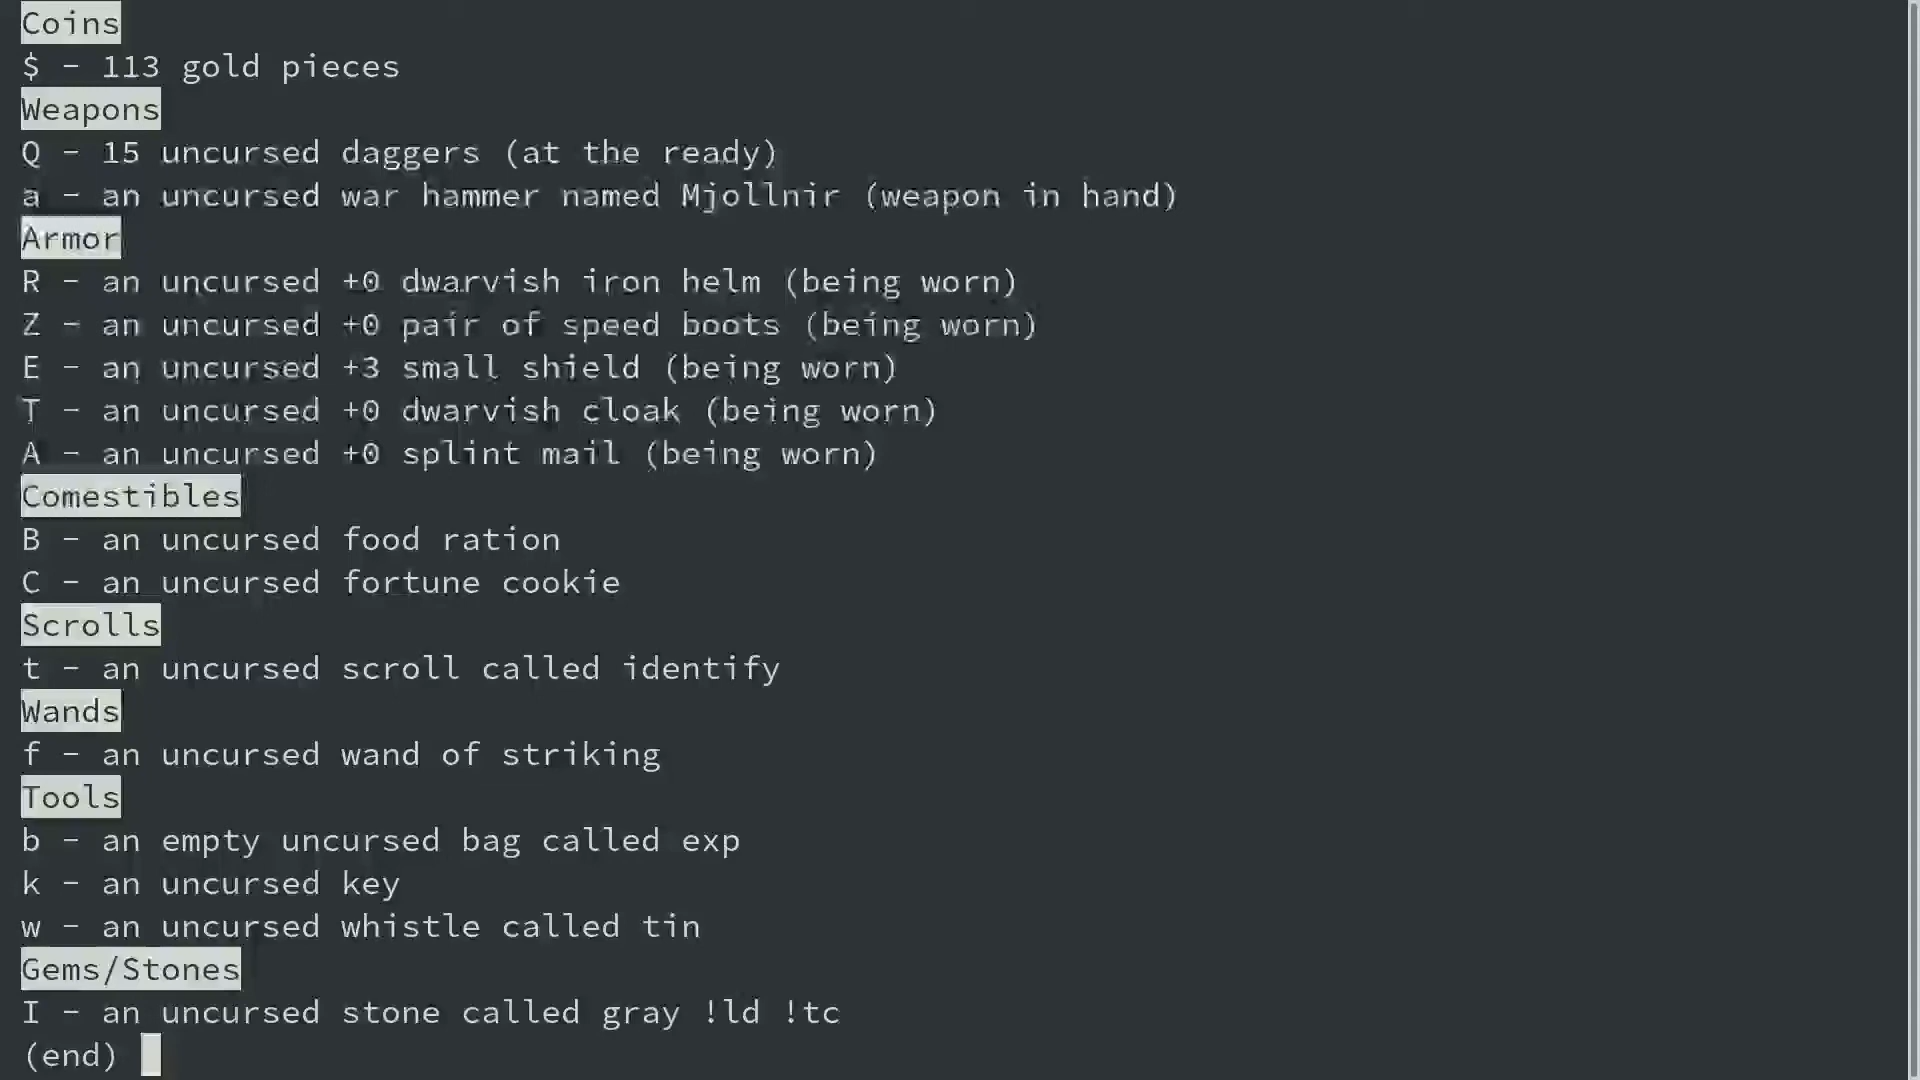 Coins
$ - 113 gold pieces
Weapons
Q - 15 uncursed daggers (at the ready)
a - an uncursed war hammer named Mjollnir (weapon in hand)
Armor
R - an uncursed +0 dwarvish iron helm (being worn)
Z - an uncursed +0 pair of speed boots (being worn)
E - an uncursed +3 small shield (being worn)
T - an uncursed +0 dwarvish cloak (being worn)
A - an uncursed +0 splint mail (being worn)
Comestibles
B - an uncursed food ration
C - an uncursed fortune cookie
Scrolls
t - an uncursed scroll called identify
Wands
f - an uncursed wand of striking
Tools
b - an empty uncursed bag called exp
k - an uncursed key
w - an uncursed whistle called tin
Gems/Stones
I - an uncursed stone called gray !ld !tc
(end)